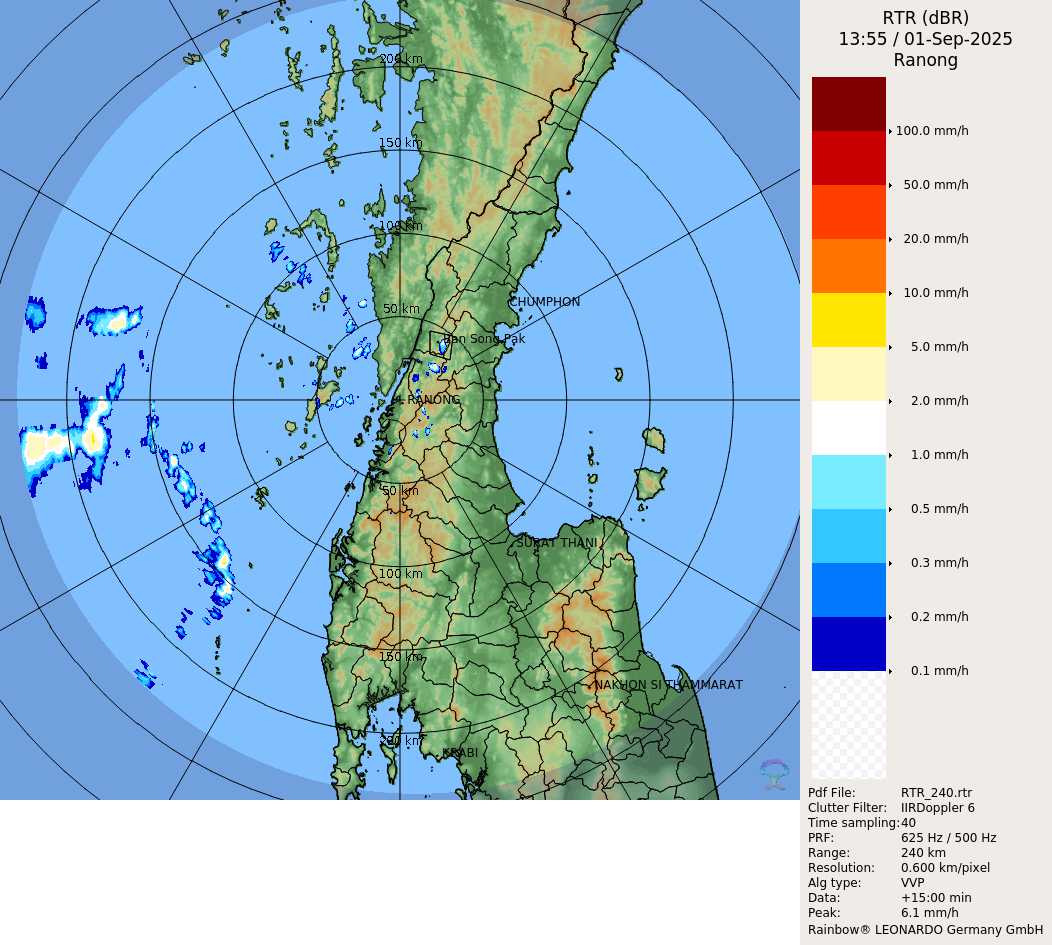 RTR (dBR)
13:55 / 01-Sep-2025
Ranong
200 km
150 km
100 km
50 km
CHUMPHON
Ban Song Pak
RANONG
50 km
SURAT THANI
100 km
150 km
NAKHON SI THAMMARAT
200 km
KRABI
100.0 mm/h
50.0 mm/h
20.0 mm/h
10.0 mm/h
5.0 mm/h
2.0 mm/h
1.0 mm/h
0.5 mm/h
0.3 mm/h
0.2 mm/h
0.1 mm/h
Pdf File: RTR_240.rtr
Clutter Filter: IIRDoppler 6
Time sampling: 40
PRF: 625 Hz / 500 Hz
Range: 240 km
Resolution: 0.600 km/pixel
Alg type: VVP
Data: +15:00 min
Peak: 6.1 mm/h
Rainbow® LEONARDO Germany GmbH